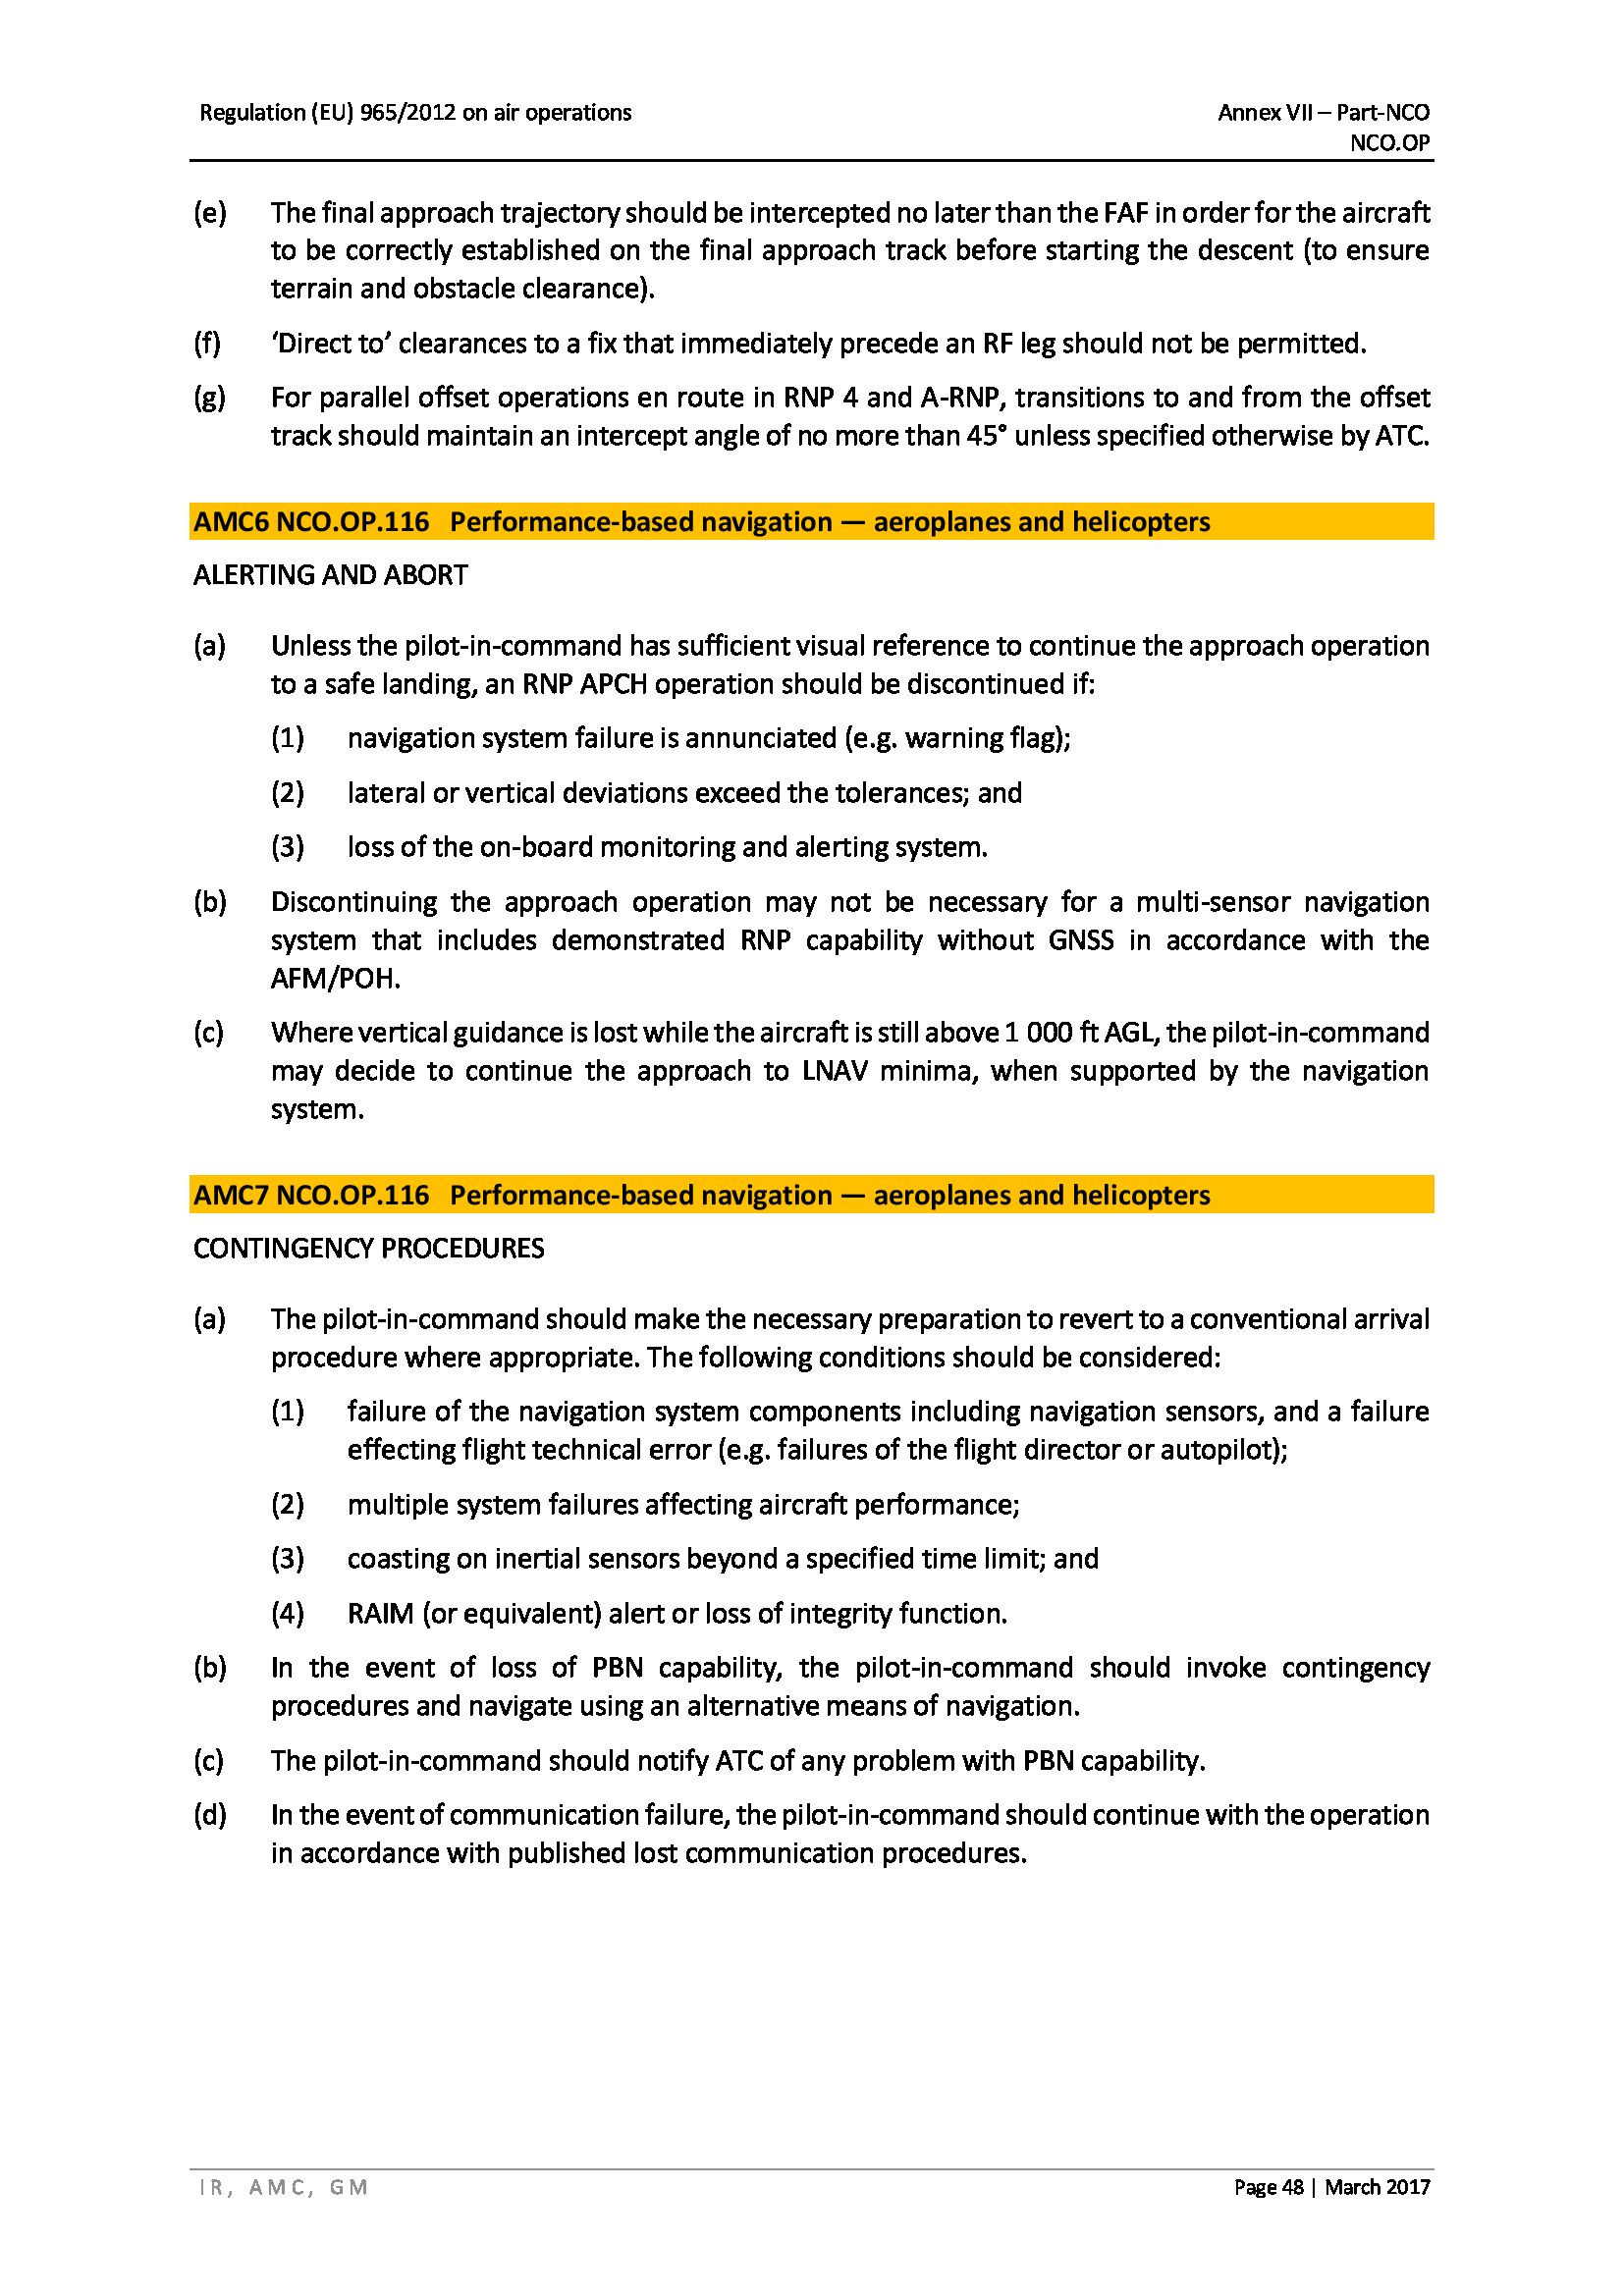 Regulation (EU) 965/2012 on air operations
Annex VII – Part-NCO
NCO.OP
(e) The final approach trajectory should be intercepted no later than the FAF in order for the aircraft
to be correctly established on the final approach track before starting the descent (to ensure
terrain and obstacle clearance).
(f) ‘Direct to’ clearances to a fix that immediately precede an RF leg should not be permitted.
(g) For parallel offset operations en route in RNP 4 and A-RNP, transitions to and from the offset
track should maintain an intercept angle of no more than 45° unless specified otherwise by ATC.
AMC6 NCO.OP.116 Performance-based navigation — aeroplanes and helicopters
ALERTING AND ABORT
(a) Unless the pilot-in-command has sufficient visual reference to continue the approach operation
to a safe landing, an RNP APCH operation should be discontinued if:
(1) navigation system failure is annunciated (e.g. warning flag);
(2) lateral or vertical deviations exceed the tolerances; and
(3) loss of the on-board monitoring and alerting system.
(b) Discontinuing the approach operation may not be necessary for a multi-sensor navigation
system that includes demonstrated RNP capability without GNSS in accordance with the
AFM/POH.
(c) Where vertical guidance is lost while the aircraft is still above 1 000 ft AGL, the pilot-in-command
may decide to continue the approach to LNAV minima, when supported by the navigation
system.
AMC7 NCO.OP.116 Performance-based navigation — aeroplanes and helicopters
CONTINGENCY PROCEDURES
(a) The pilot-in-command should make the necessary preparation to revert to a conventional arrival
procedure where appropriate. The following conditions should be considered:
(1) failure of the navigation system components including navigation sensors, and a failure
effecting flight technical error (e.g. failures of the flight director or autopilot);
(2) multiple system failures affecting aircraft performance;
(3) coasting on inertial sensors beyond a specified time limit; and
(4) RAIM (or equivalent) alert or loss of integrity function.
(b) In the event of loss of PBN capability, the pilot-in-command should invoke contingency
procedures and navigate using an alternative means of navigation.
(c) The pilot-in-command should notify ATC of any problem with PBN capability.
(d) In the event of communication failure, the pilot-in-command should continue with the operation
in accordance with published lost communication procedures.
IR, AMC, GM
Page 48 | March 2017